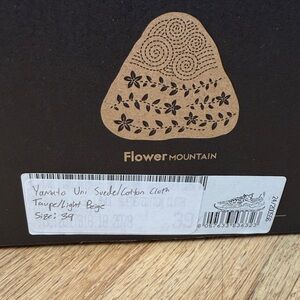 Flower MOUNTAIN
Yamato Uni Suede/Cotton Cloth
Taupe/Light Beige
Size: 39
39